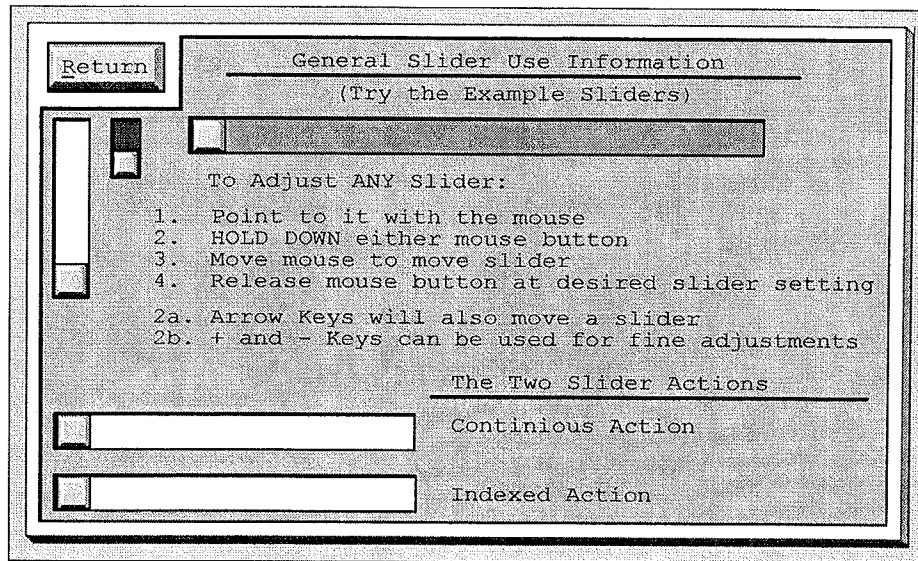 Return
General Slider Use Information
(Try the Example Sliders)
To Adjust ANY Slider:
1. Point to it with the mouse
2. HOLD DOWN either mouse button
3. Move mouse to move slider
4. Release mouse button at desired slider setting
2a. Arrow Keys will also move a slider
2b. + and - Keys can be used for fine adjustments
The Two Slider Actions
Continious Action
Indexed Action